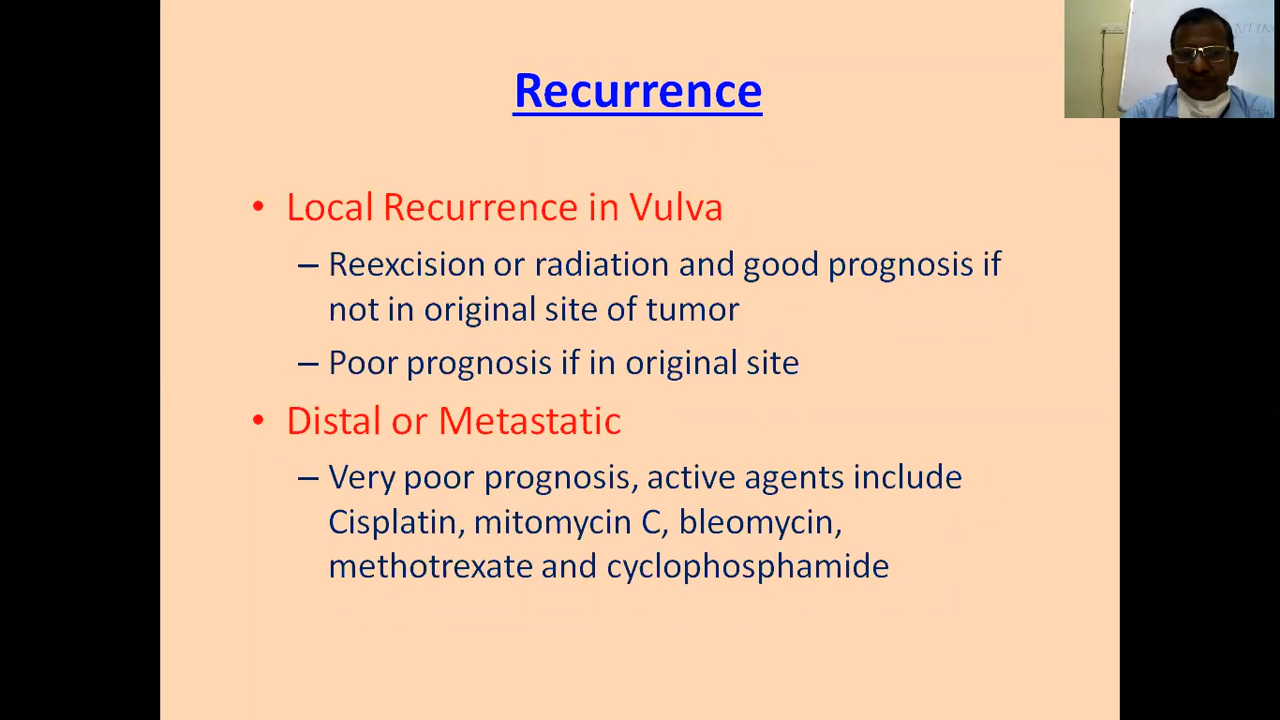 Recurrence
• Local Recurrence in Vulva
– Reexcision or radiation and good prognosis if
not in original site of tumor
– Poor prognosis if in original site
• Distal or Metastatic
– Very poor prognosis, active agents include
Cisplatin, mitomycin C, bleomycin,
methotrexate and cyclophosphamide